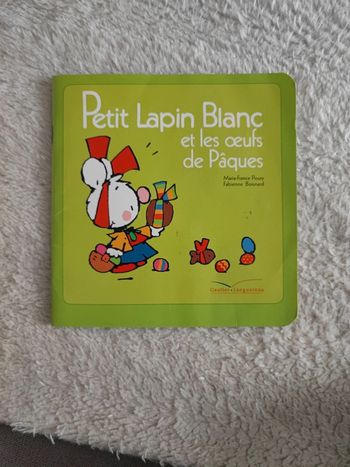 Petit Lapin Blanc
et les œufs
de Pâques
Marie-France Floury
Fabienne Boisnard
Gautier • Languereau